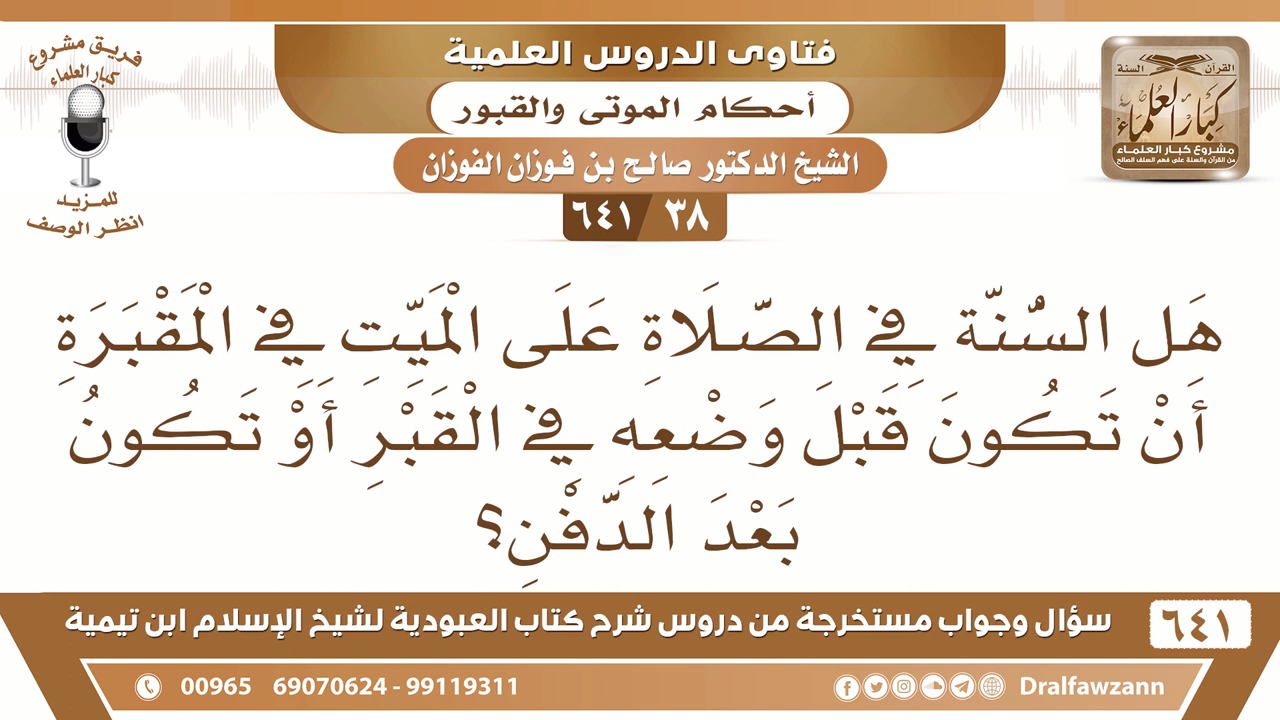 فتاوى الدروس العلمية
أحكام الموتى والقبور
الشيخ الدكتور صالح بن فوزان الفوزان
٣٨ / ٦٤١
فريق مشروع
كبار العلماء
للمزيد
انظر الوصف
القرآن السنة
كبار العلماء
مشروع كبار العلماء
من القرآن والسنة على فهم السلف الصالح
هَل السُّنّة فِي الصَّلَاةِ عَلَى الْمَيّت فِي الْمَقْبَرَةِ
أَنْ تَكُونَ قَبْلَ وَضْعِه فِي الْقَبْرِ أَوْ تَكُونُ
بَعْدَ الَدَّفْنِ؟
٦٤١ سؤال وجواب مستخرجة من دروس شرح كتاب العبودية لشيخ الإسلام ابن تيمية
00965 69070624 - 99119311
Dralfawzann